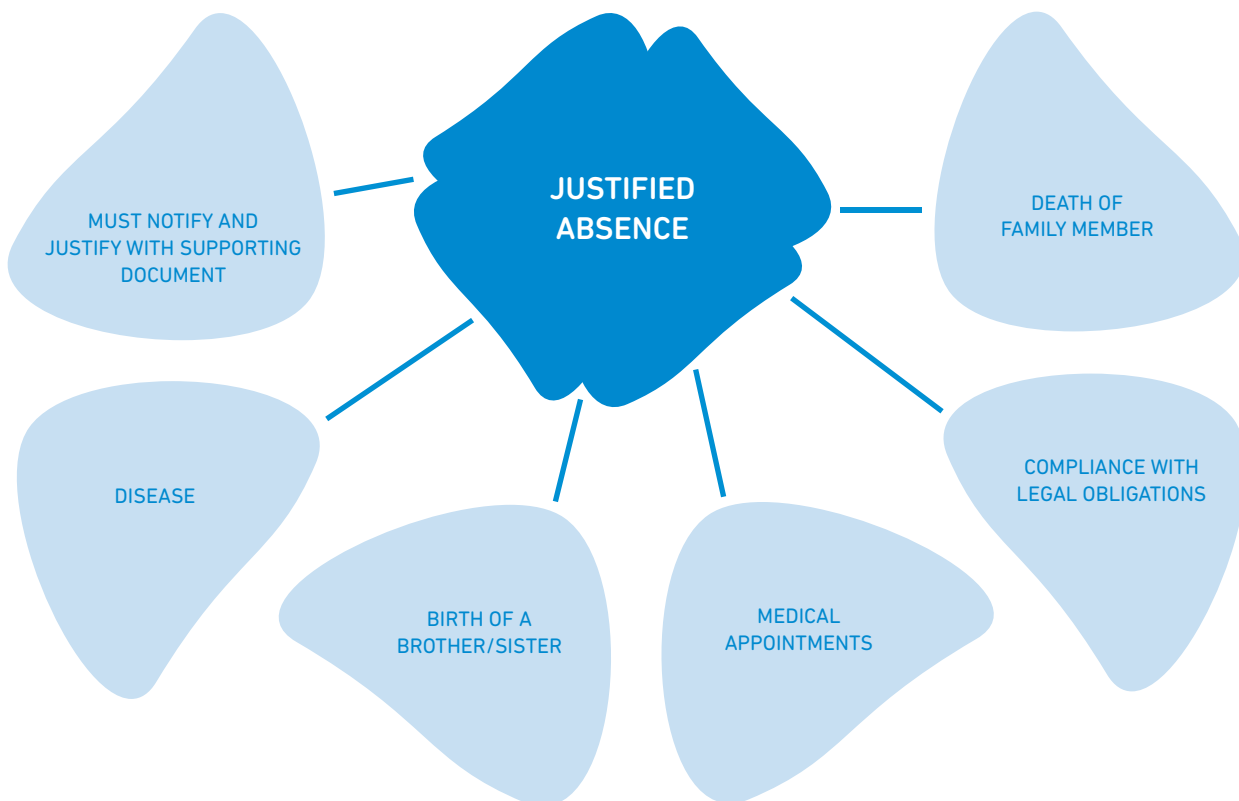 JUSTIFIED
ABSENCE
MUST NOTIFY AND
JUSTIFY WITH SUPPORTING
DOCUMENT
DEATH OF
FAMILY MEMBER
DISEASE
COMPLIANCE WITH
LEGAL OBLIGATIONS
BIRTH OF A
BROTHER/SISTER
MEDICAL
APPOINTMENTS